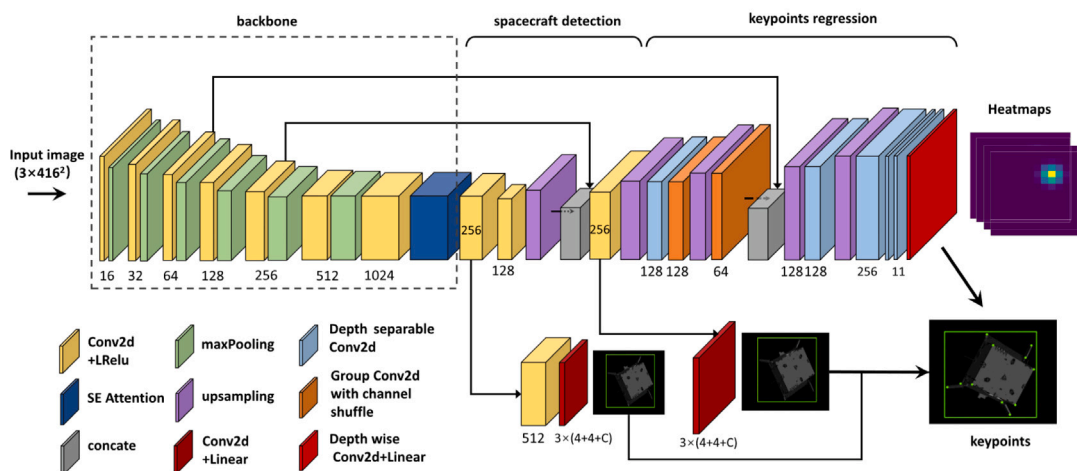 backbone
spacecraft detection
keypoints regression
Input image
(3×416²)
Heatmaps
16 32 64 128 256 512 1024
256
128
256
128 128 64
128 128 256 11
Conv2d
+LRelu
maxPooling
Depth separable
Conv2d
SE Attention
upsampling
Group Conv2d
with channel
shuffle
concate
Conv2d
+Linear
Depth wise
Conv2d+Linear
512 3×(4+4+C)
3×(4+4+C)
keypoints